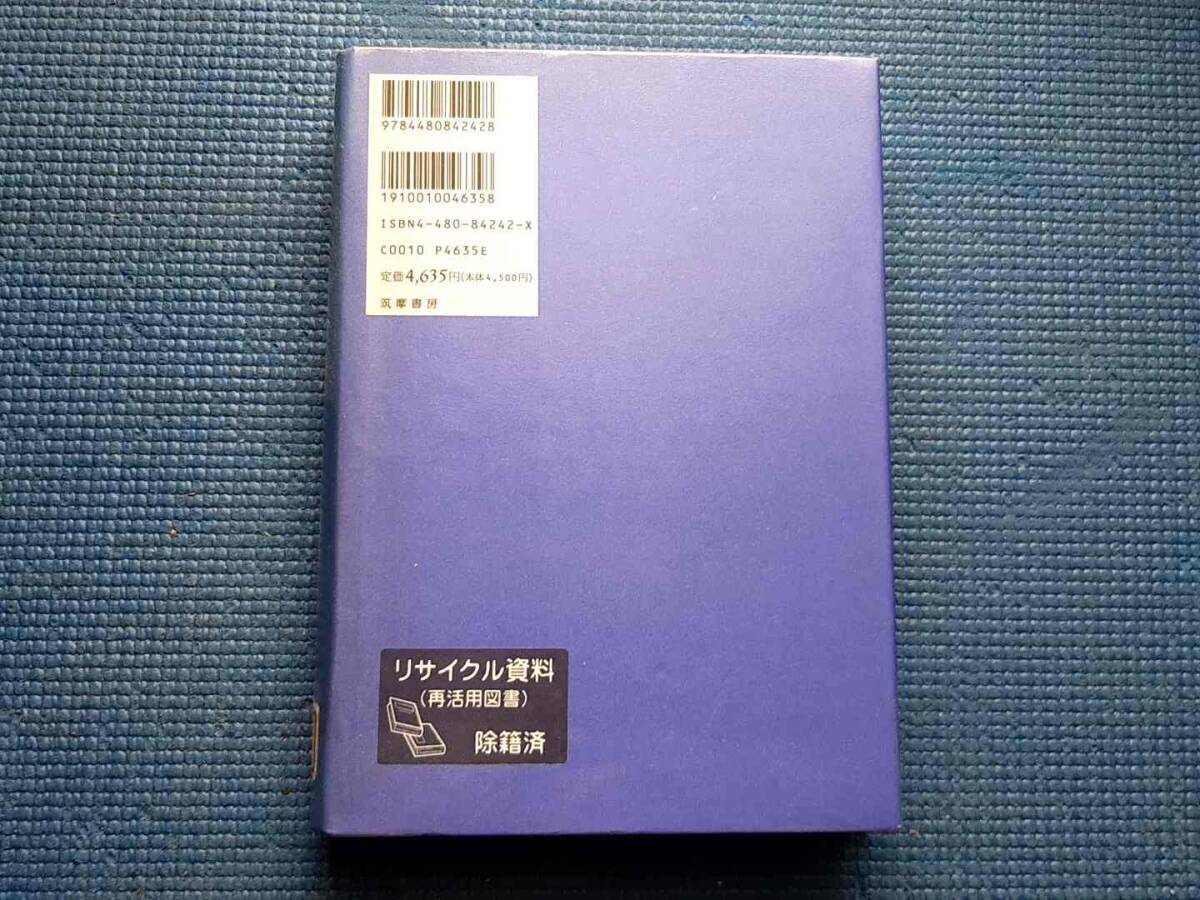 9784480842428
1910010046358
ISBN4-480-84242-X
C0010 P4635E
定価4,635円(本体4,500円)
筑摩書房
リサイクル資料
(再活用図書)
除籍済